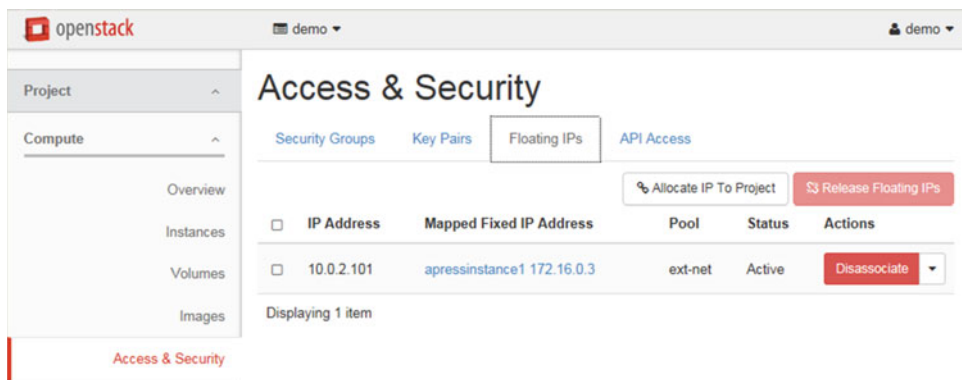 openstack
demo
demo
Project
Compute
Overview
Instances
Volumes
Images
Access & Security
Access & Security
Security Groups Key Pairs Floating IPs API Access
Allocate IP To Project Release Floating IPs
IP Address Mapped Fixed IP Address Pool Status Actions
10.0.2.101 apressinstance1 172.16.0.3 ext-net Active Disassociate
Displaying 1 item